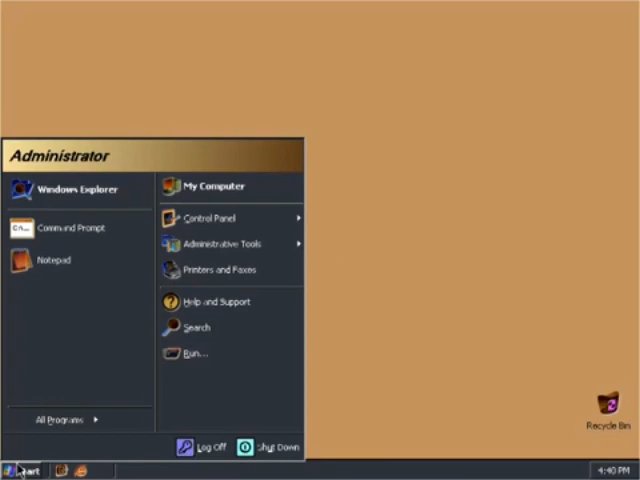 Administrator
Windows Explorer
Command Prompt
Notepad
All Programs
My Computer
Control Panel
Administrative Tools
Printers and Faxes
Help and Support
Search
Run...
Log Off
Shut Down
Recycle Bin
4:40 PM